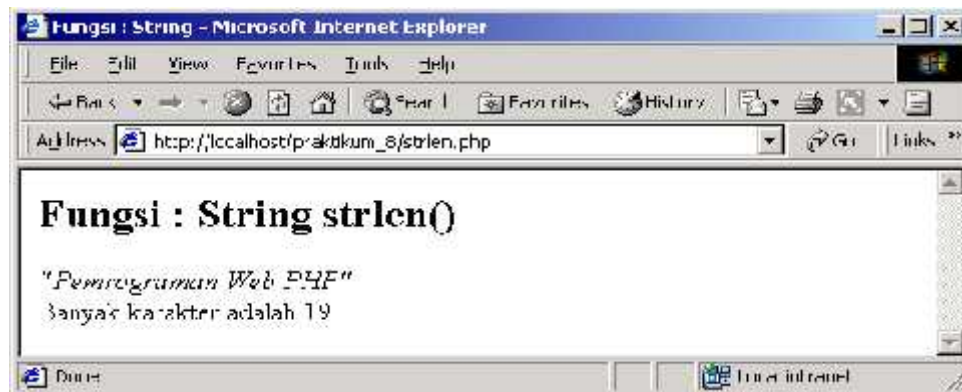 Fungsi : String - Microsoft Internet Explorer
File Edit View Favorites Tools Help
Back Search Favorites History
Address http://localhost/praktikum_8/strlen.php Go Links »
Fungsi : String strlen()
"Pemrograman Web PHP"
Banyak karakter adalah 19
Done Local intranet